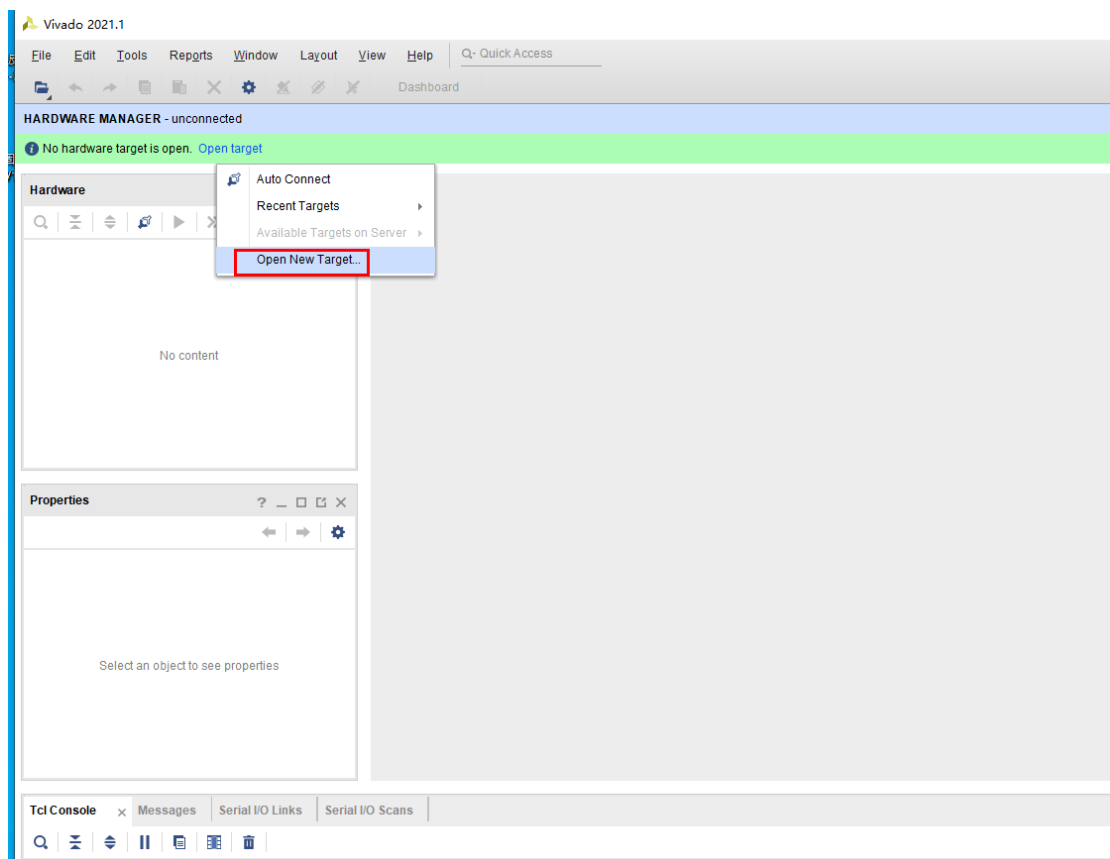 Vivado 2021.1
File Edit Tools Reports Window Layout View Help Q- Quick Access
Dashboard
HARDWARE MANAGER - unconnected
No hardware target is open. Open target
Auto Connect
Hardware
Recent Targets
Available Targets on Server
Open New Target...
No content
Properties
Select an object to see properties
Tcl Console Messages Serial I/O Links Serial I/O Scans